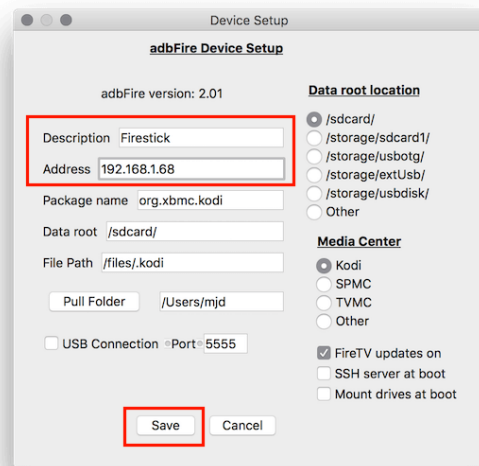 Device Setup
adbFire Device Setup
adbFire version: 2.01
Description Firestick
Address 192.168.1.68
Package name org.xbmc.kodi
Data root /sdcard/
File Path /files/.kodi
Pull Folder /Users/mjd
USB Connection Port 5555
Data root location
/sdcard/
/storage/sdcard1/
/storage/usbotg/
/storage/extUsb/
/storage/usbdisk/
Other
Media Center
Kodi
SPMC
TVMC
Other
FireTV updates on
SSH server at boot
Mount drives at boot
Save Cancel